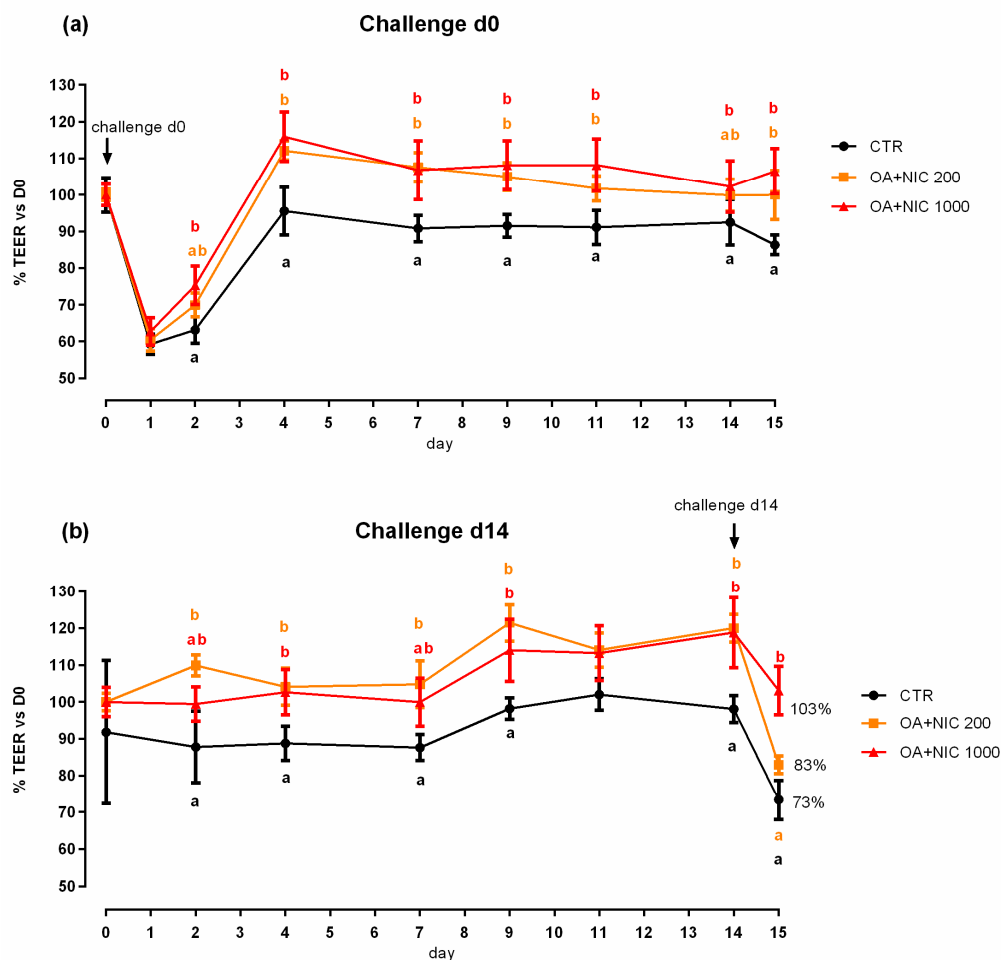 (a) Challenge d0
130
120
110
100
90
80
70
60
50
% TEER vs D0
challenge d0
b b b b b b
b b b b ab b
b
ab
a a a a a a
a
CTR
OA+NIC 200
OA+NIC 1000
0 1 2 3 4 5 6 7 8 9 10 11 12 13 14 15
day
challenge d14
(b) Challenge d14
130
120
110
100
90
80
70
60
50
% TEER vs D0
b b b b b b
ab b ab b b b
a a a a a
103%
83%
73%
a
a
CTR
OA+NIC 200
OA+NIC 1000
0 1 2 3 4 5 6 7 8 9 10 11 12 13 14 15
day